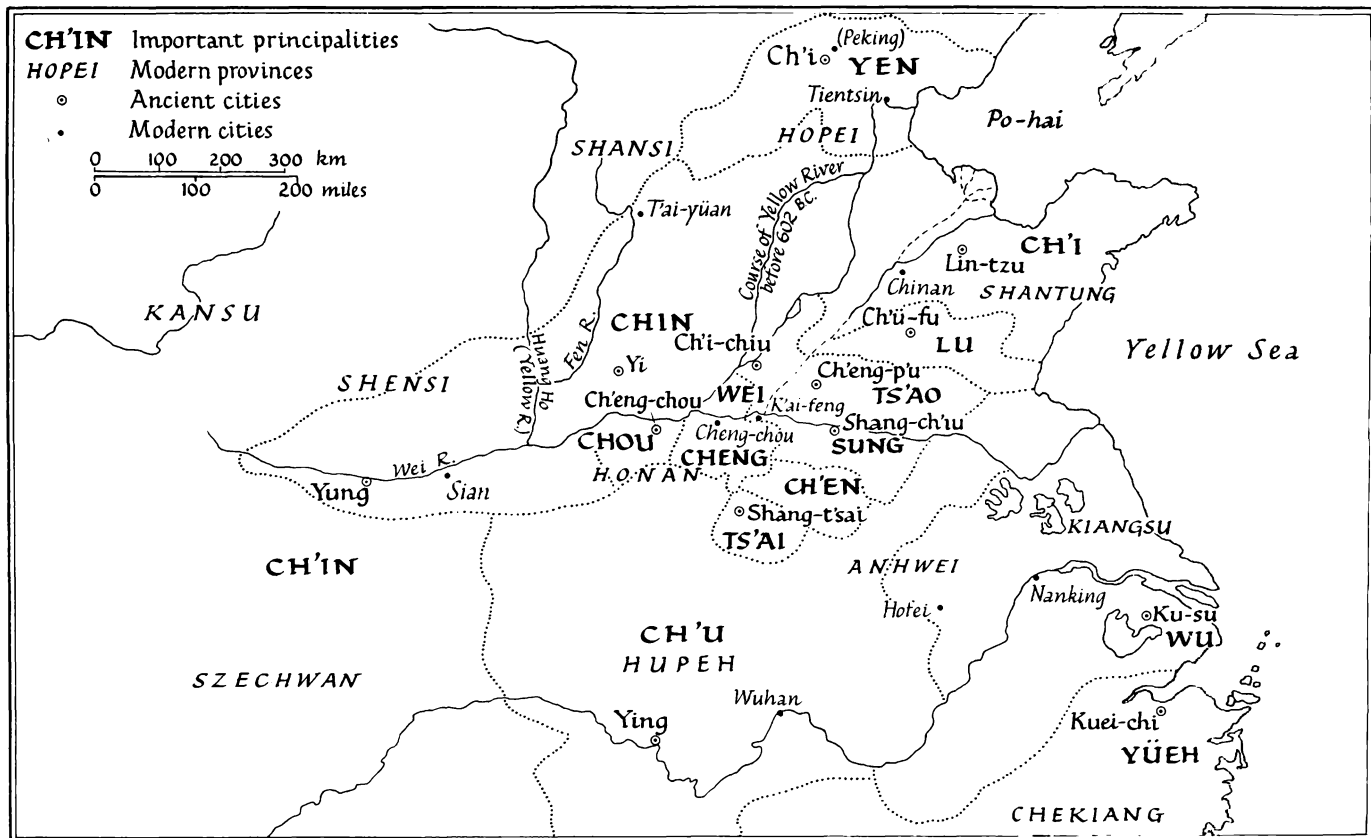 CH'IN Important principalities
HOPEI Modern provinces
Ancient cities
Modern cities
0 100 200 300 km
0 100 200 miles
(Peking)
Ch'i
YEN
Tientsin
Po-hai
HOPEI
SHANSI
T'ai-yüan
Course of Yellow River
before 602 B.C.
CH'I
Lin-tzu
Chinan
SHANTUNG
KANSU
CHIN
Ch'ü-fu
LU
Yellow Sea
Ch'i-chiu
Fen R.
Huang Ho
(Yellow R.)
Yi
SHENSI
Ch'eng-p'u
WEI
TS'AO
Ch'eng-chou
K'ai-feng
Shang-ch'iu
CHOU
Cheng-chou
SUNG
CHENG
HONAN
Wei R.
Yung
Sian
CH'EN
Shang-t'sai
TS'AI
KIANGSU
CH'IN
ANHWEI
Nanking
Hofei
Ku-su
WU
CH'U
HUPEH
SZECHWAN
Wuhan
Ying
Kuei-chi
YÜEH
CHEKIANG